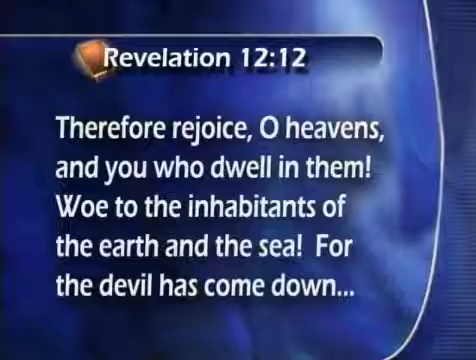 Revelation 12:12
Therefore rejoice, O heavens,
and you who dwell in them!
Woe to the inhabitants of
the earth and the sea! For
the devil has come down...